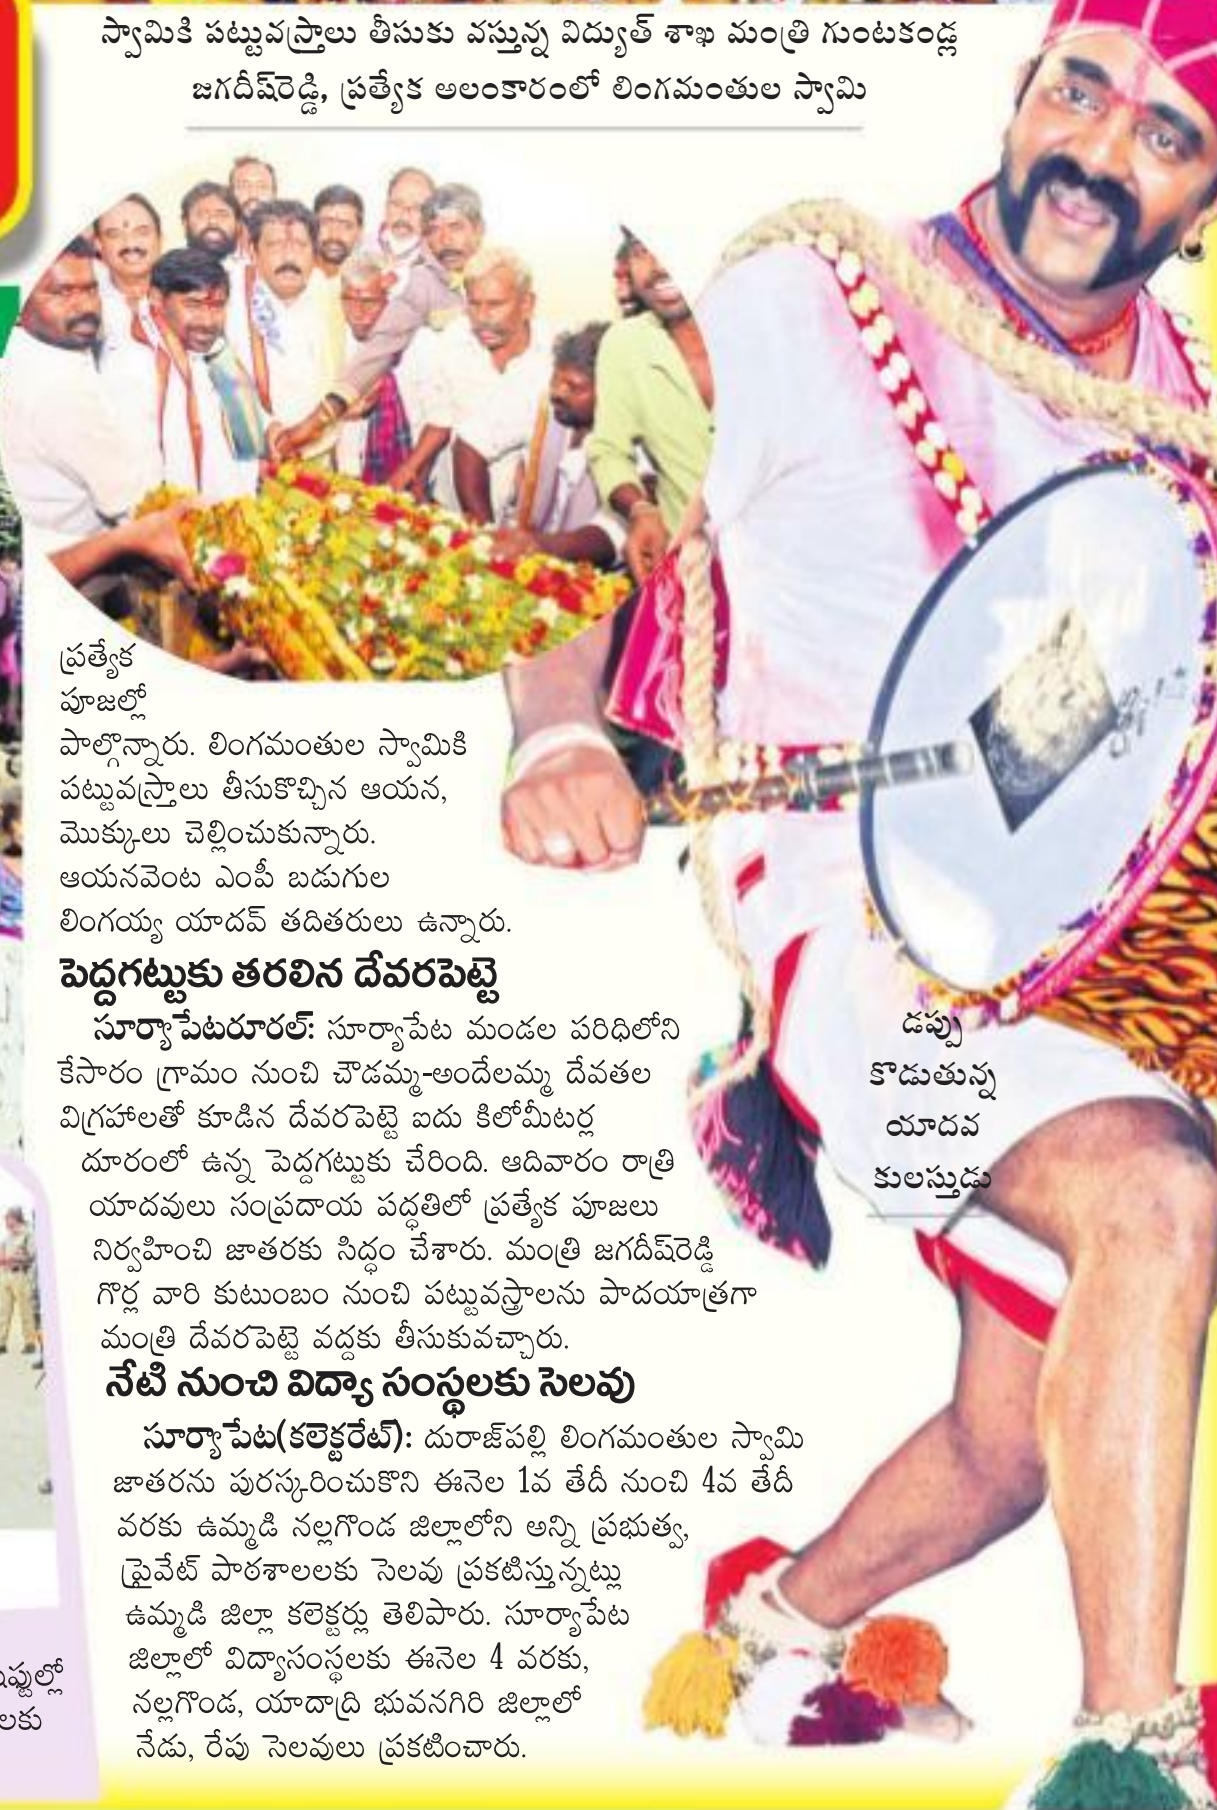 స్వామికి పట్టువస్త్రాలు తీసుకు వస్తున్న విద్యుత్ శాఖ మంత్రి గుంటకండ్ల
జగదీష్‌రెడ్డి, ప్రత్యేక అలంకారంలో లింగమంతుల స్వామి
ప్రత్యేక
పూజల్లో
పాల్గొన్నారు. లింగమంతుల స్వామికి
పట్టువస్త్రాలు తీసుకొచ్చిన ఆయన,
మొక్కులు చెల్లించుకున్నారు.
ఆయనవెంట ఎంపీ బడుగుల
లింగయ్య యాదవ్ తదితరులు ఉన్నారు.
పెద్దగట్టుకు తరలిన దేవరపెట్టె
సూర్యాపేటరూరల్: సూర్యాపేట మండల పరిధిలోని
కేసారం గ్రామం నుంచి చౌడమ్మ-అందేలమ్మ దేవతల
విగ్రహాలతో కూడిన దేవరపెట్టె ఐదు కిలోమీటర్ల
దూరంలో ఉన్న పెద్దగట్టుకు చేరింది. ఆదివారం రాత్రి
యాదవులు సంప్రదాయ పద్ధతిలో ప్రత్యేక పూజలు
నిర్వహించి జాతరకు సిద్ధం చేశారు. మంత్రి జగదీష్‌రెడ్డి
గొర్ల వారి కుటుంబం నుంచి పట్టువస్త్రాలను పాదయాత్రగా
మంత్రి దేవరపెట్టె వద్దకు తీసుకువచ్చారు.
నేటి నుంచి విద్యా సంస్థలకు సెలవు
సూర్యాపేట(కలెక్టరేట్): దురాజ్‌పల్లి లింగమంతుల స్వామి
జాతరను పురస్కరించుకొని ఈనెల 1వ తేదీ నుంచి 4వ తేదీ
వరకు ఉమ్మడి నల్లగొండ జిల్లాలోని అన్ని ప్రభుత్వ,
ప్రైవేట్ పాఠశాలలకు సెలవు ప్రకటిస్తున్నట్లు
ఉమ్మడి జిల్లా కలెక్టర్లు తెలిపారు. సూర్యాపేట
జిల్లాలో విద్యాసంస్థలకు ఈనెల 4 వరకు,
నల్లగొండ, యాదాద్రి భువనగిరి జిల్లాలో
నేడు, రేపు సెలవులు ప్రకటించారు.
డప్పు
కొడుతున్న
యాదవ
కులస్తుడు